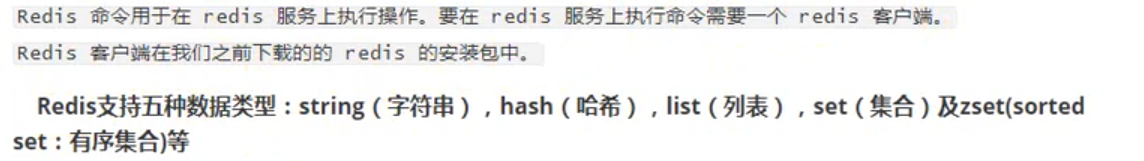 Redis 命令用于在 redis 服务上执行操作。要在 redis 服务上执行命令需要一个 redis 客户端。
Redis 客户端在我们之前下载的的 redis 的安装包中。
Redis支持五种数据类型：string（字符串），hash（哈希），list（列表），set（集合）及zset(sorted
set：有序集合)等